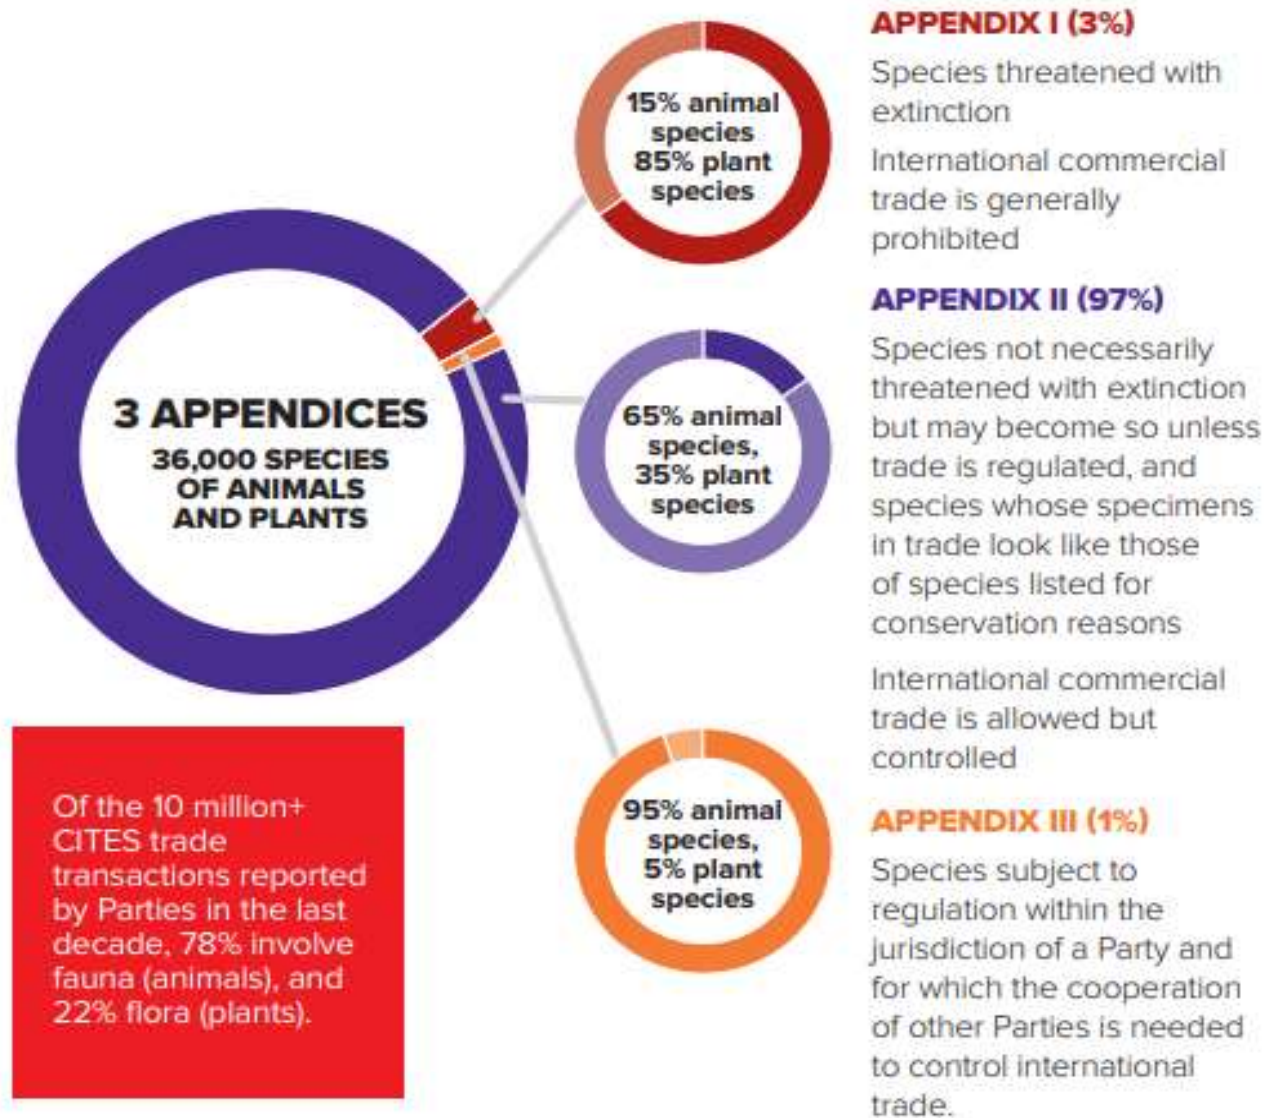 3 APPENDICES
36,000 SPECIES
OF ANIMALS
AND PLANTS
15% animal
species
85% plant
species
APPENDIX I (3%)
Species threatened with
extinction
International commercial
trade is generally
prohibited
65% animal
species,
35% plant
species
APPENDIX II (97%)
Species not necessarily
threatened with extinction
but may become so unless
trade is regulated, and
species whose specimens
in trade look like those
of species listed for
conservation reasons
International commercial
trade is allowed but
controlled
95% animal
species,
5% plant
species
APPENDIX III (1%)
Species subject to
regulation within the
jurisdiction of a Party and
for which the cooperation
of other Parties is needed
to control international
trade.
Of the 10 million+
CITES trade
transactions reported
by Parties in the last
decade, 78% involve
fauna (animals), and
22% flora (plants).